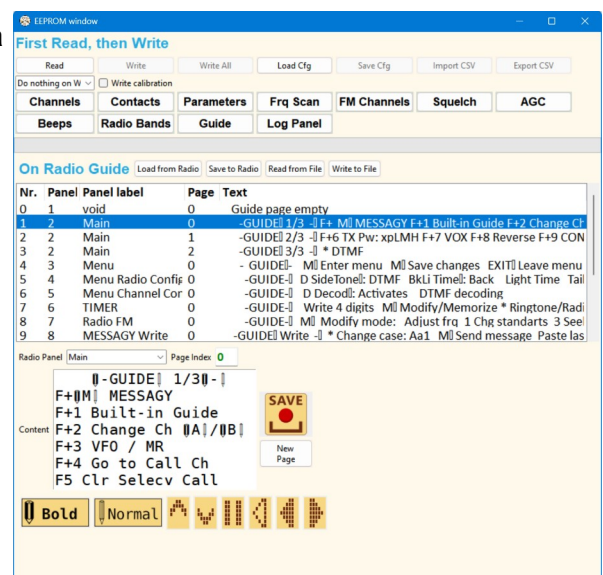 EEPROM window
First Read, then Write
Read Write Write All Load Cfg Save Cfg Import CSV Export CSV
Do nothing on W Write calibration
Channels Contacts Parameters Frq Scan FM Channels Squelch AGC
Beeps Radio Bands Guide Log Panel
On Radio Guide Load from Radio Save to Radio Read from File Write to File
Nr. Panel Panel label Page Text
0 1 void 0 Guide page empty
1 2 Main 0 -GUIDE▯ 1/3 -▯ F+ M▯ MESSAGY F+1 Built-in Guide F+2 Change Ch
2 2 Main 1 -GUIDE▯ 2/3 -▯ F+6 TX Pw: xpLMH F+7 VOX F+8 Reverse F+9 CON
3 2 Main 2 -GUIDE▯ 3/3 -▯ * DTMF
4 3 Menu 0 - GUIDE▯- M▯ Enter menu M▯ Save changes EXIT▯ Leave menu
5 4 Menu Radio Config 0 -GUIDE▯- D SideTone▯: DTMF BkLi Time▯: Back Light Time Tail
6 5 Menu Channel Cor 0 -GUIDE▯- D Decod▯: Activates DTMF decoding
7 6 TIMER 0 -GUIDE▯- Write 4 digits M▯ Modify/Memorize * Ringtone/Radi
8 7 Radio FM 0 -GUIDE-▯ M▯ Modify mode: Adjust frq 1 Chg standarts 3 Seel
9 8 MESSAGY Write 0 -GUIDE▯ Write -▯ * Change case: Aa1 M▯ Send message Paste las
Radio Panel Main Page Index 0
Content
▯-GUIDE▯ 1/3▯-▯
F+▯M▯ MESSAGY
F+1 Built-in Guide
F+2 Change Ch ▯A▯/▯B▯
F+3 VFO / MR
F+4 Go to Call Ch
F5 Clr Selecv Call
SAVE
New
Page
Bold Normal